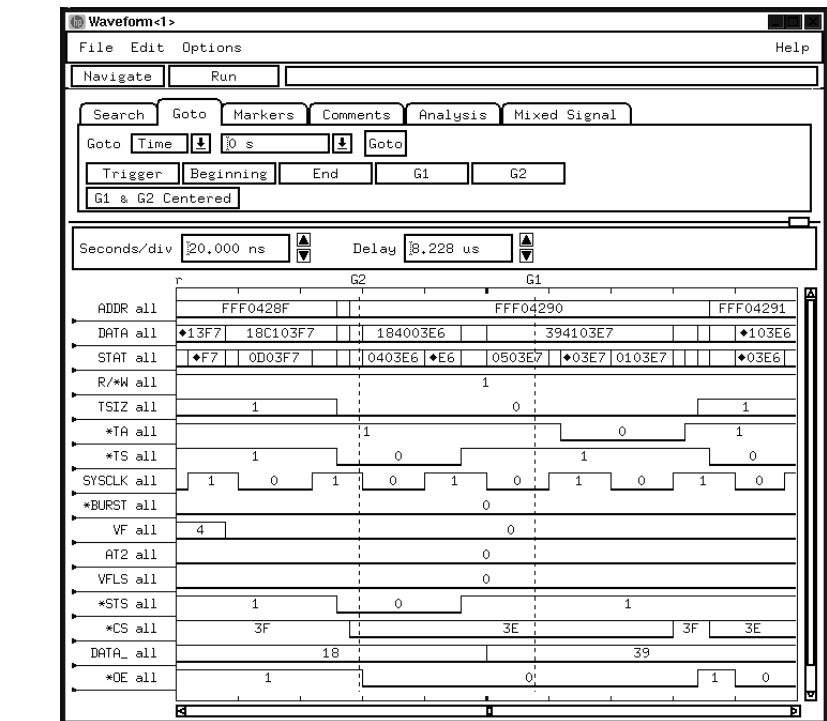 Waveform<1>
File Edit Options Help
Navigate Run
Search Goto Markers Comments Analysis Mixed Signal
Goto Time 0 s Goto
Trigger Beginning End G1 G2
G1 & G2 Centered
Seconds/div 20.000 ns Delay 8.228 us
r G2 G1
ADDR all FFF0428F FFF04290 FFF04291
DATA all ◆13F7 18C103F7 184003E6 394103E7 ◆103E6
STAT all ◆F7 0D03F7 0403E6 ◆E6 0503E7 ◆03E7 0103E7 ◆03E6
R/*W all 1
TSIZ all 1 0 1
*TA all 1 0 1
*TS all 1 0 1 0
SYSCLK all 1 0 1 0 1 0 1 0 1 0
*BURST all 0
VF all 4 0
AT2 all 0
VFLS all 0
*STS all 1 0 1
*CS all 3F 3E 3F 3E
DATA_ all 18 39
*OE all 1 0 1 0